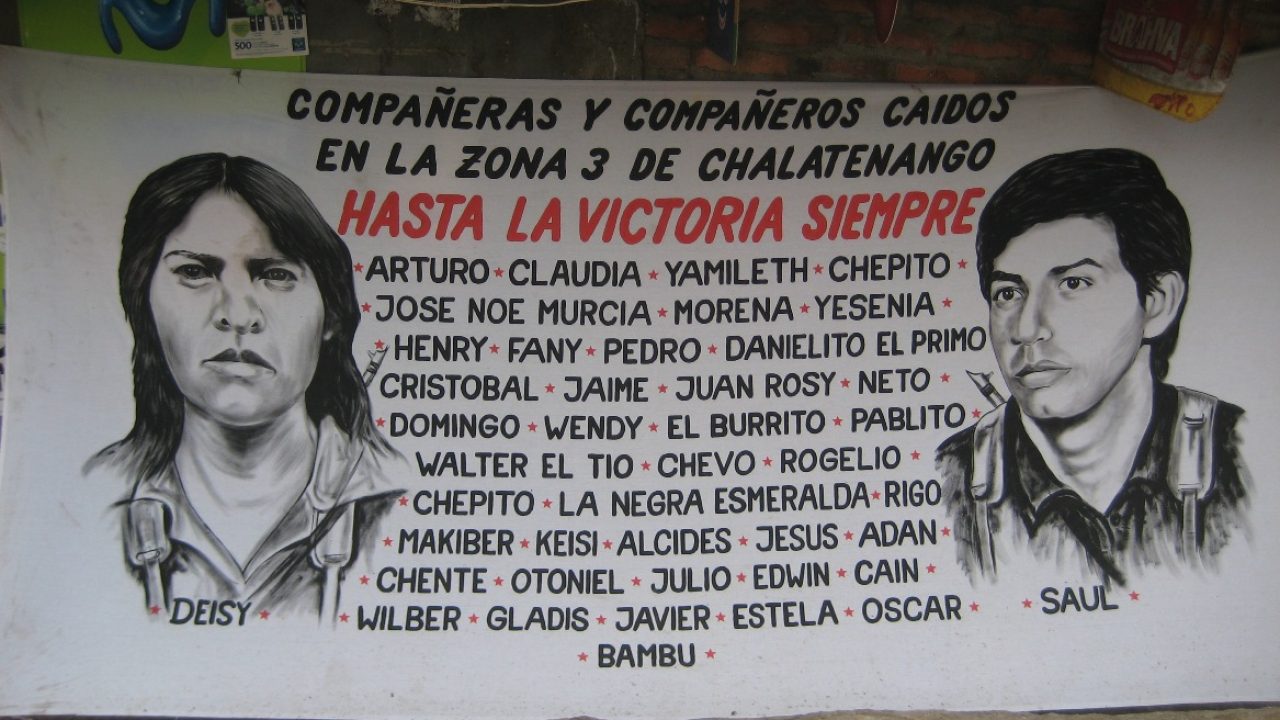 500
BRAHVA
COMPAÑERAS Y COMPAÑEROS CAIDOS
EN LA ZONA 3 DE CHALATENANGO
HASTA LA VICTORIA SIEMPRE
* ARTURO * CLAUDIA * YAMILETH * CHEPITO *
* JOSE NOE MURCIA * MORENA * YESENIA *
* HENRY * FANY * PEDRO * DANIELITO EL PRIMO
CRISTOBAL * JAIME * JUAN ROSY * NETO *
* DOMINGO * WENDY * EL BURRITO * PABLITO *
WALTER EL TIO * CHEVO * ROGELIO *
* CHEPITO * LA NEGRA ESMERALDA * RIGO
* MAKIBER * KEISI * ALCIDES * JESUS * ADAN *
* CHENTE * OTONIEL * JULIO * EDWIN * CAIN *
* WILBER * GLADIS * JAVIER * ESTELA * OSCAR *
* BAMBU *
* DEISY *
* SAUL *